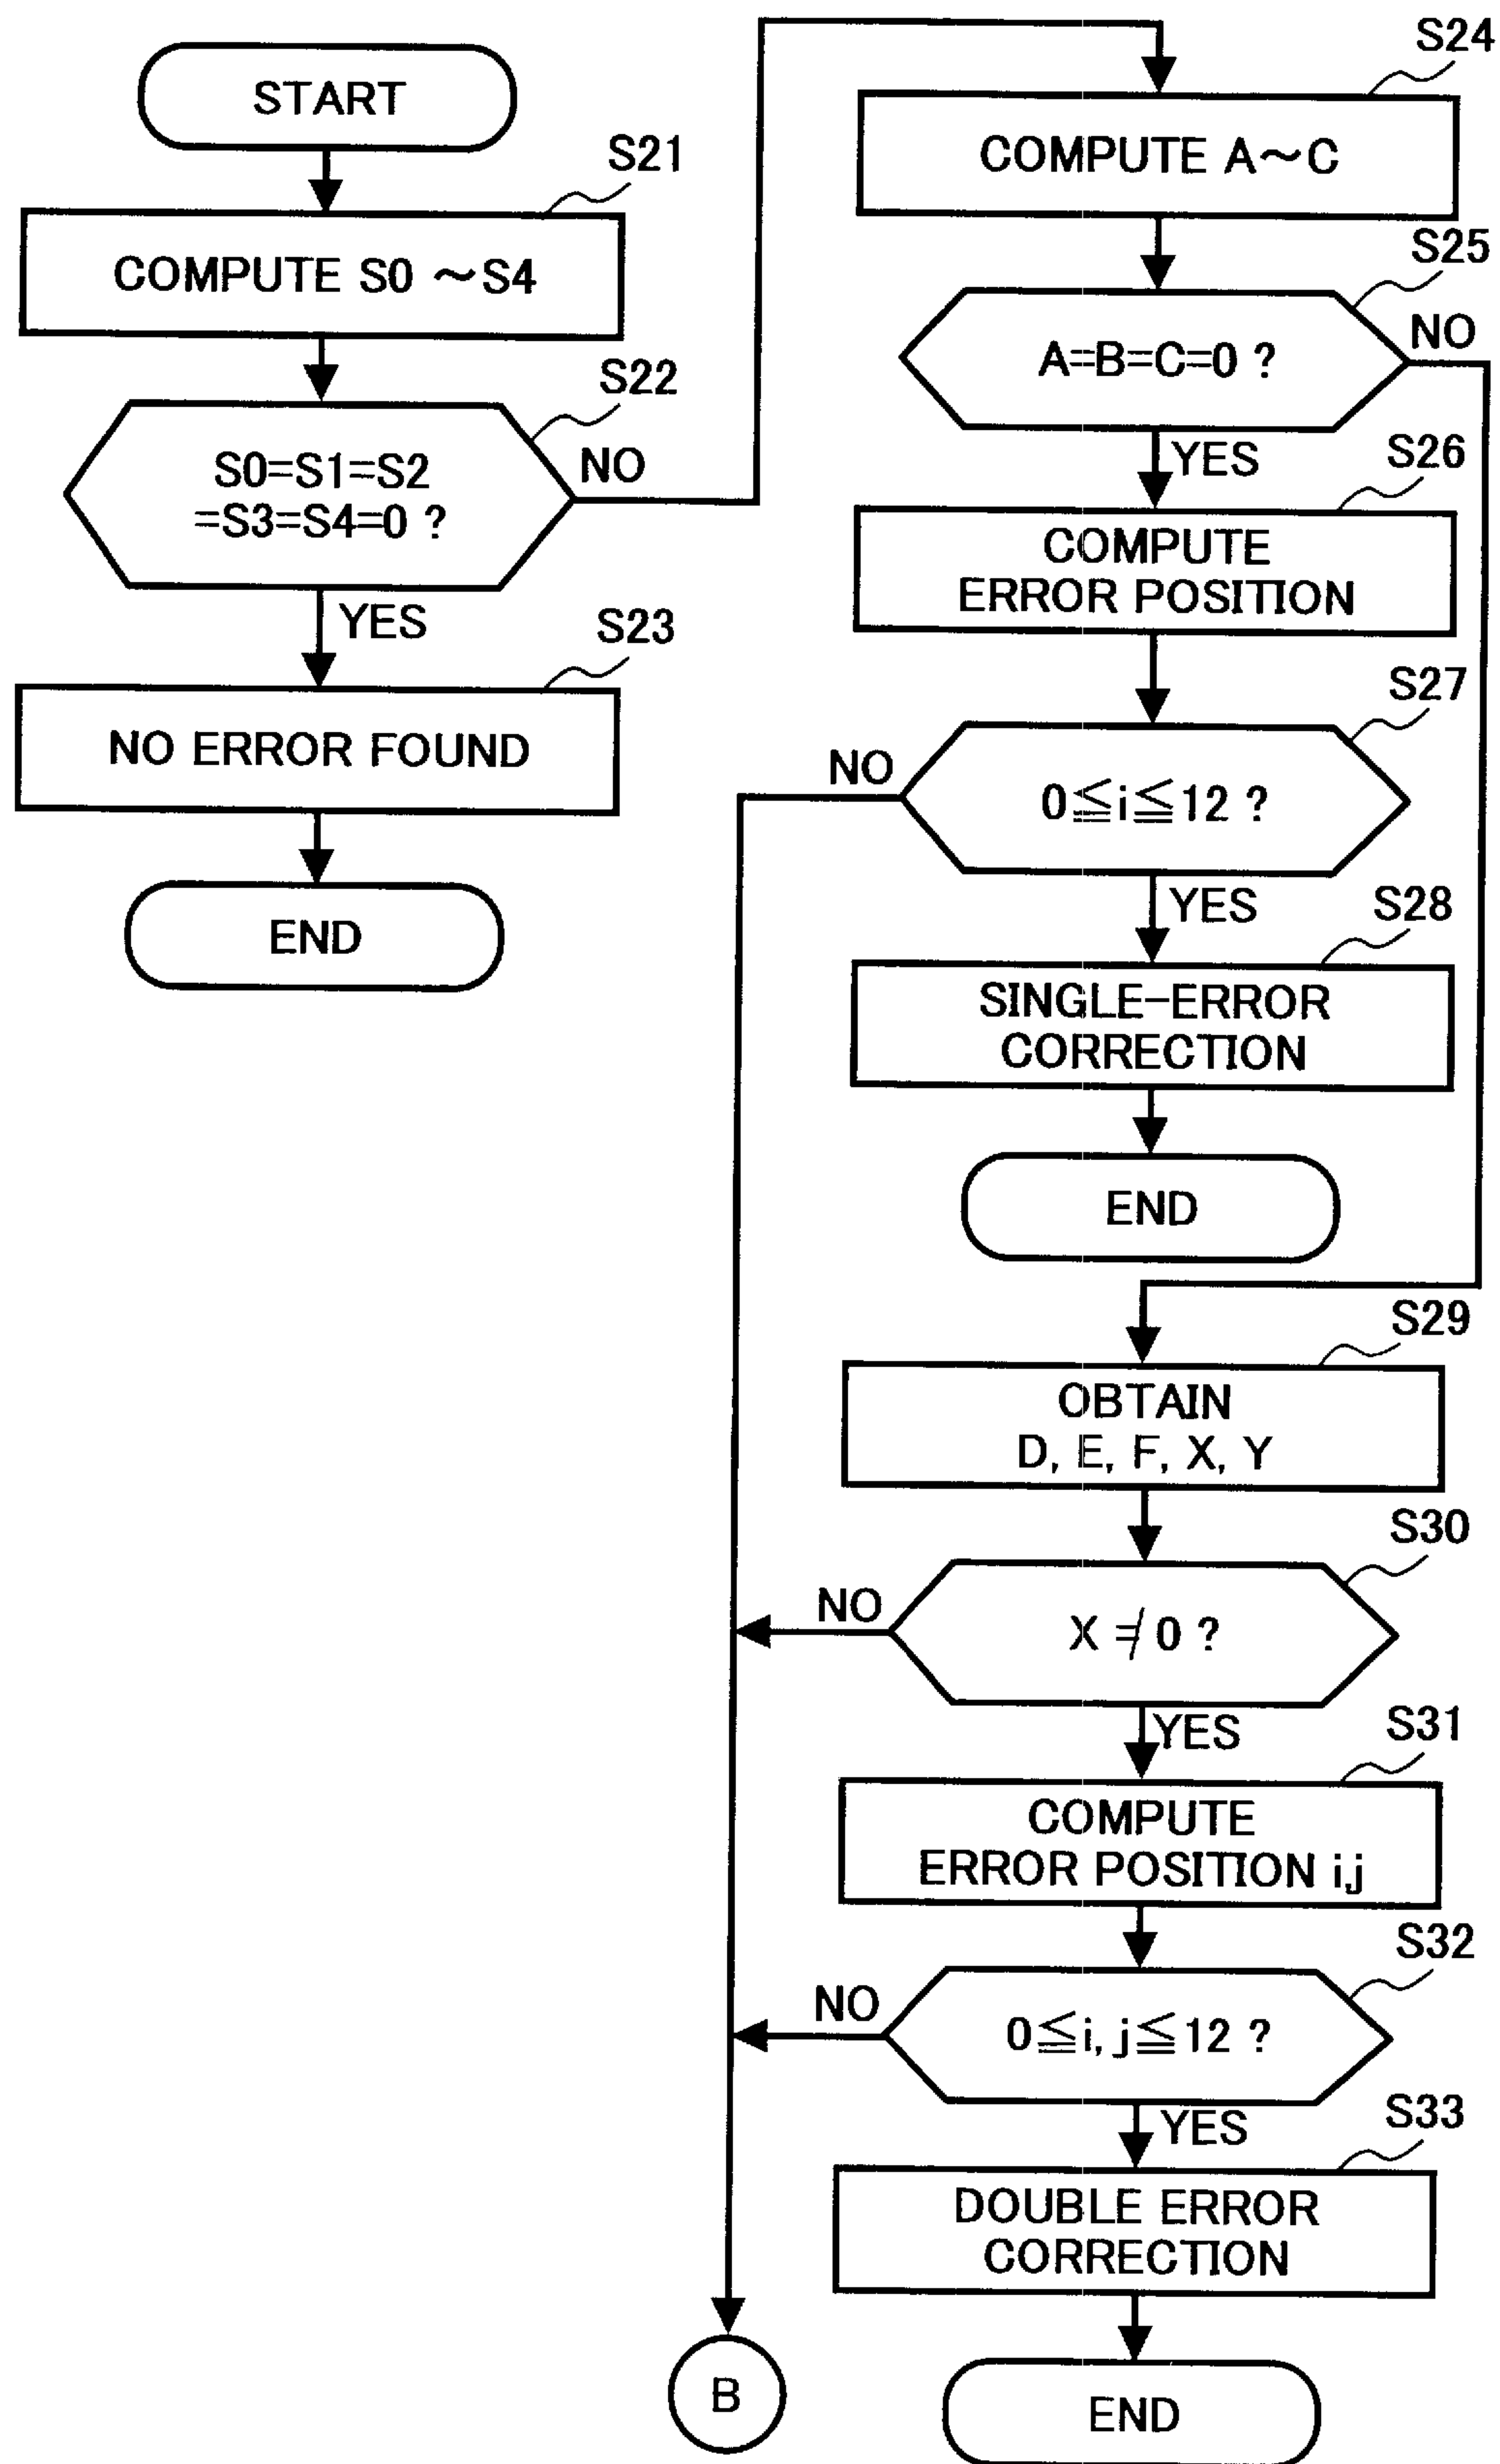 START
S21
COMPUTE S0 ~S4
S22
S0=S1=S2
=S3=S4=0 ?
NO
YES
S23
NO ERROR FOUND
END
S24
COMPUTE A~C
S25
A=B=C=0 ?
NO
YES
S26
COMPUTE
ERROR POSITION
S27
NO
0≦i≦12 ?
YES
S28
SINGLE-ERROR
CORRECTION
END
S29
OBTAIN
D, E, F, X, Y
S30
NO
X ≠ 0 ?
YES
S31
COMPUTE
ERROR POSITION i,j
S32
NO
0≦i, j≦12 ?
YES
S33
DOUBLE ERROR
CORRECTION
B
END